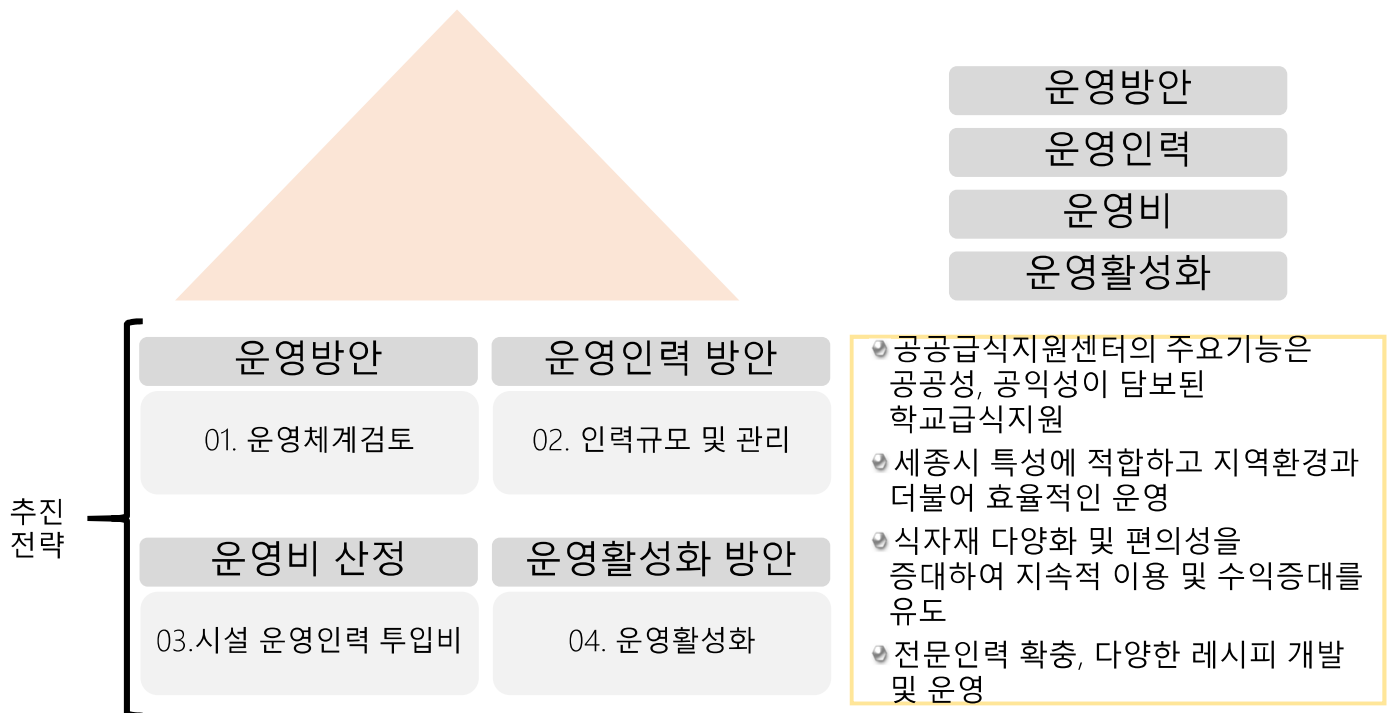 운영방안
운영인력
운영비
운영활성화
추진
전략
운영방안
01. 운영체계검토
운영인력 방안
02. 인력규모 및 관리
운영비 산정
03.시설 운영인력 투입비
운영활성화 방안
04. 운영활성화
공공급식지원센터의 주요기능은
공공성, 공익성이 담보된
학교급식지원
세종시 특성에 적합하고 지역환경과
더불어 효율적인 운영
식자재 다양화 및 편의성을
증대하여 지속적 이용 및 수익증대를
유도
전문인력 확충, 다양한 레시피 개발
및 운영